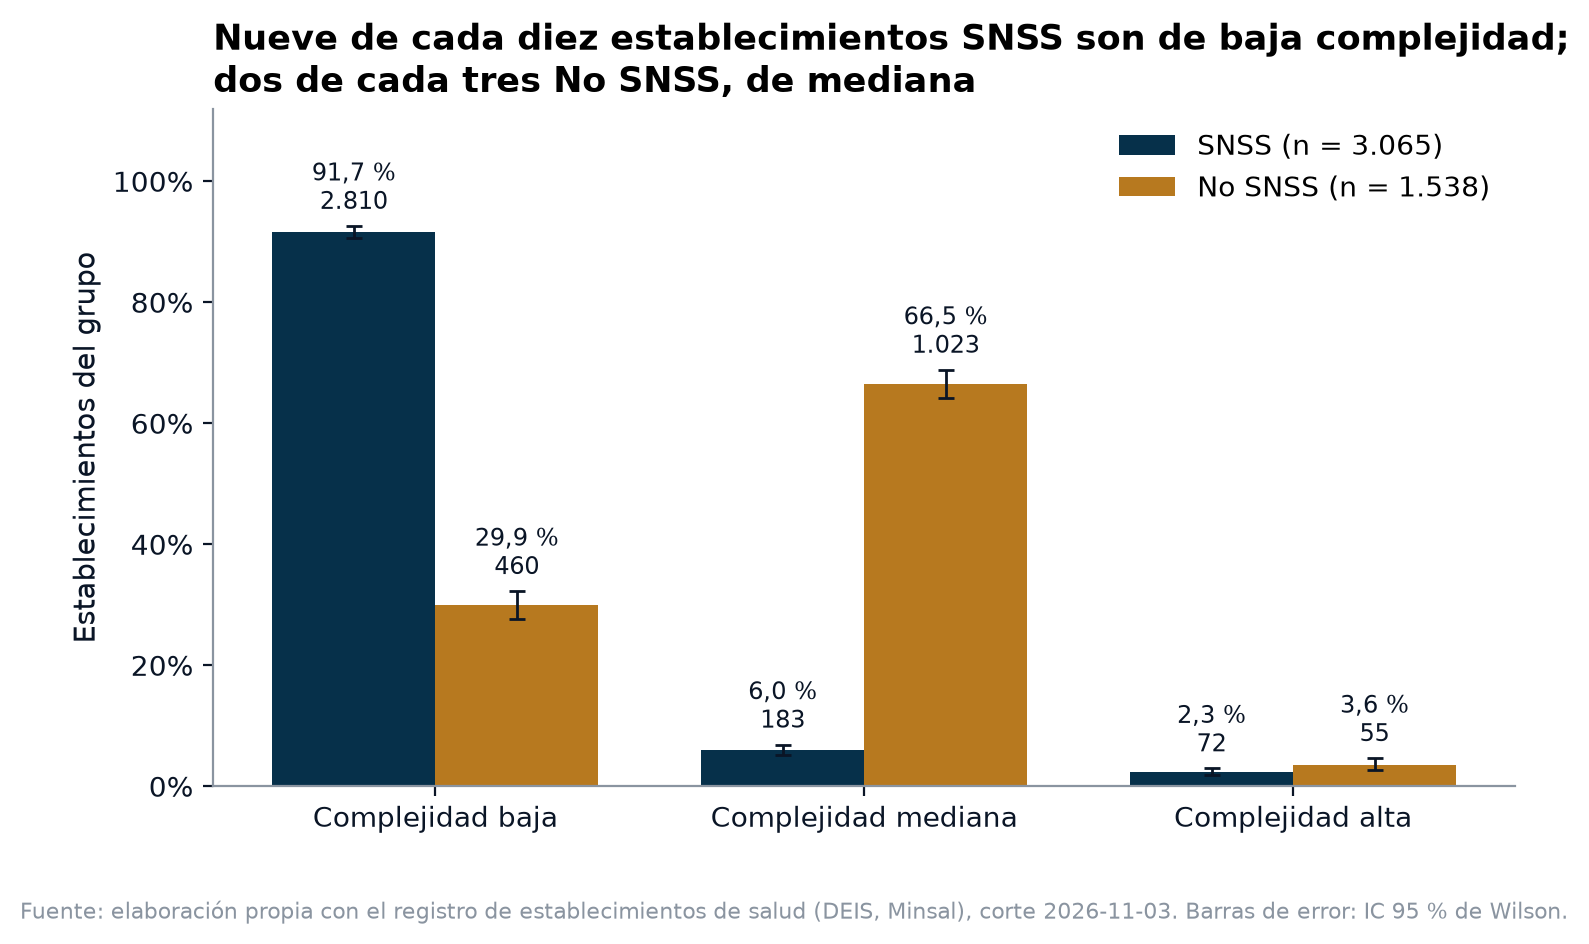 Nueve de cada diez establecimientos SNSS son de baja complejidad;
dos de cada tres No SNSS, de mediana
SNSS (n = 3.065)
No SNSS (n = 1.538)
Establecimientos del grupo
100%
80%
60%
40%
20%
0%
91,7 %
2.810
29,9 %
460
6,0 %
183
66,5 %
1.023
2,3 %
72
3,6 %
55
Complejidad baja
Complejidad mediana
Complejidad alta
Fuente: elaboración propia con el registro de establecimientos de salud (DEIS, Minsal), corte 2026-11-03. Barras de error: IC 95 % de Wilson.